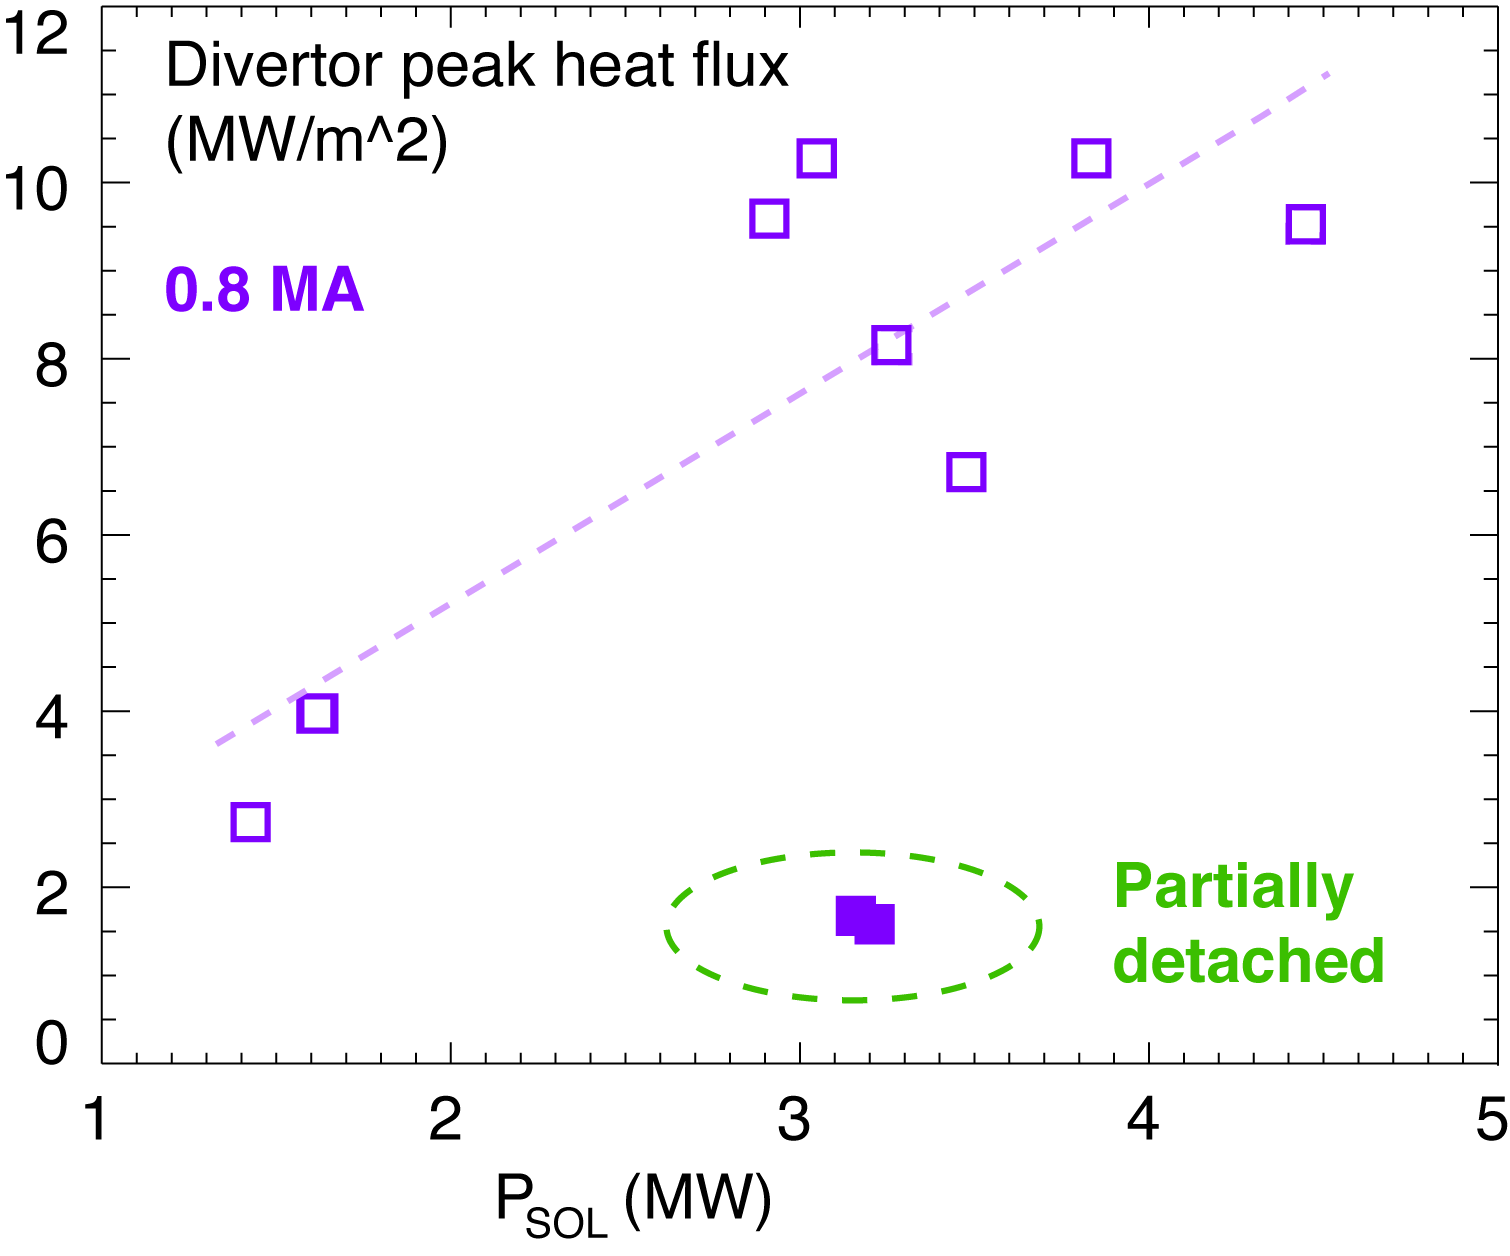 Divertor peak heat flux
(MW/m^2)
0.8 MA
12
10
8
6
4
2
0
Partially
detached
1 2 3 4 5
P_SOL (MW)